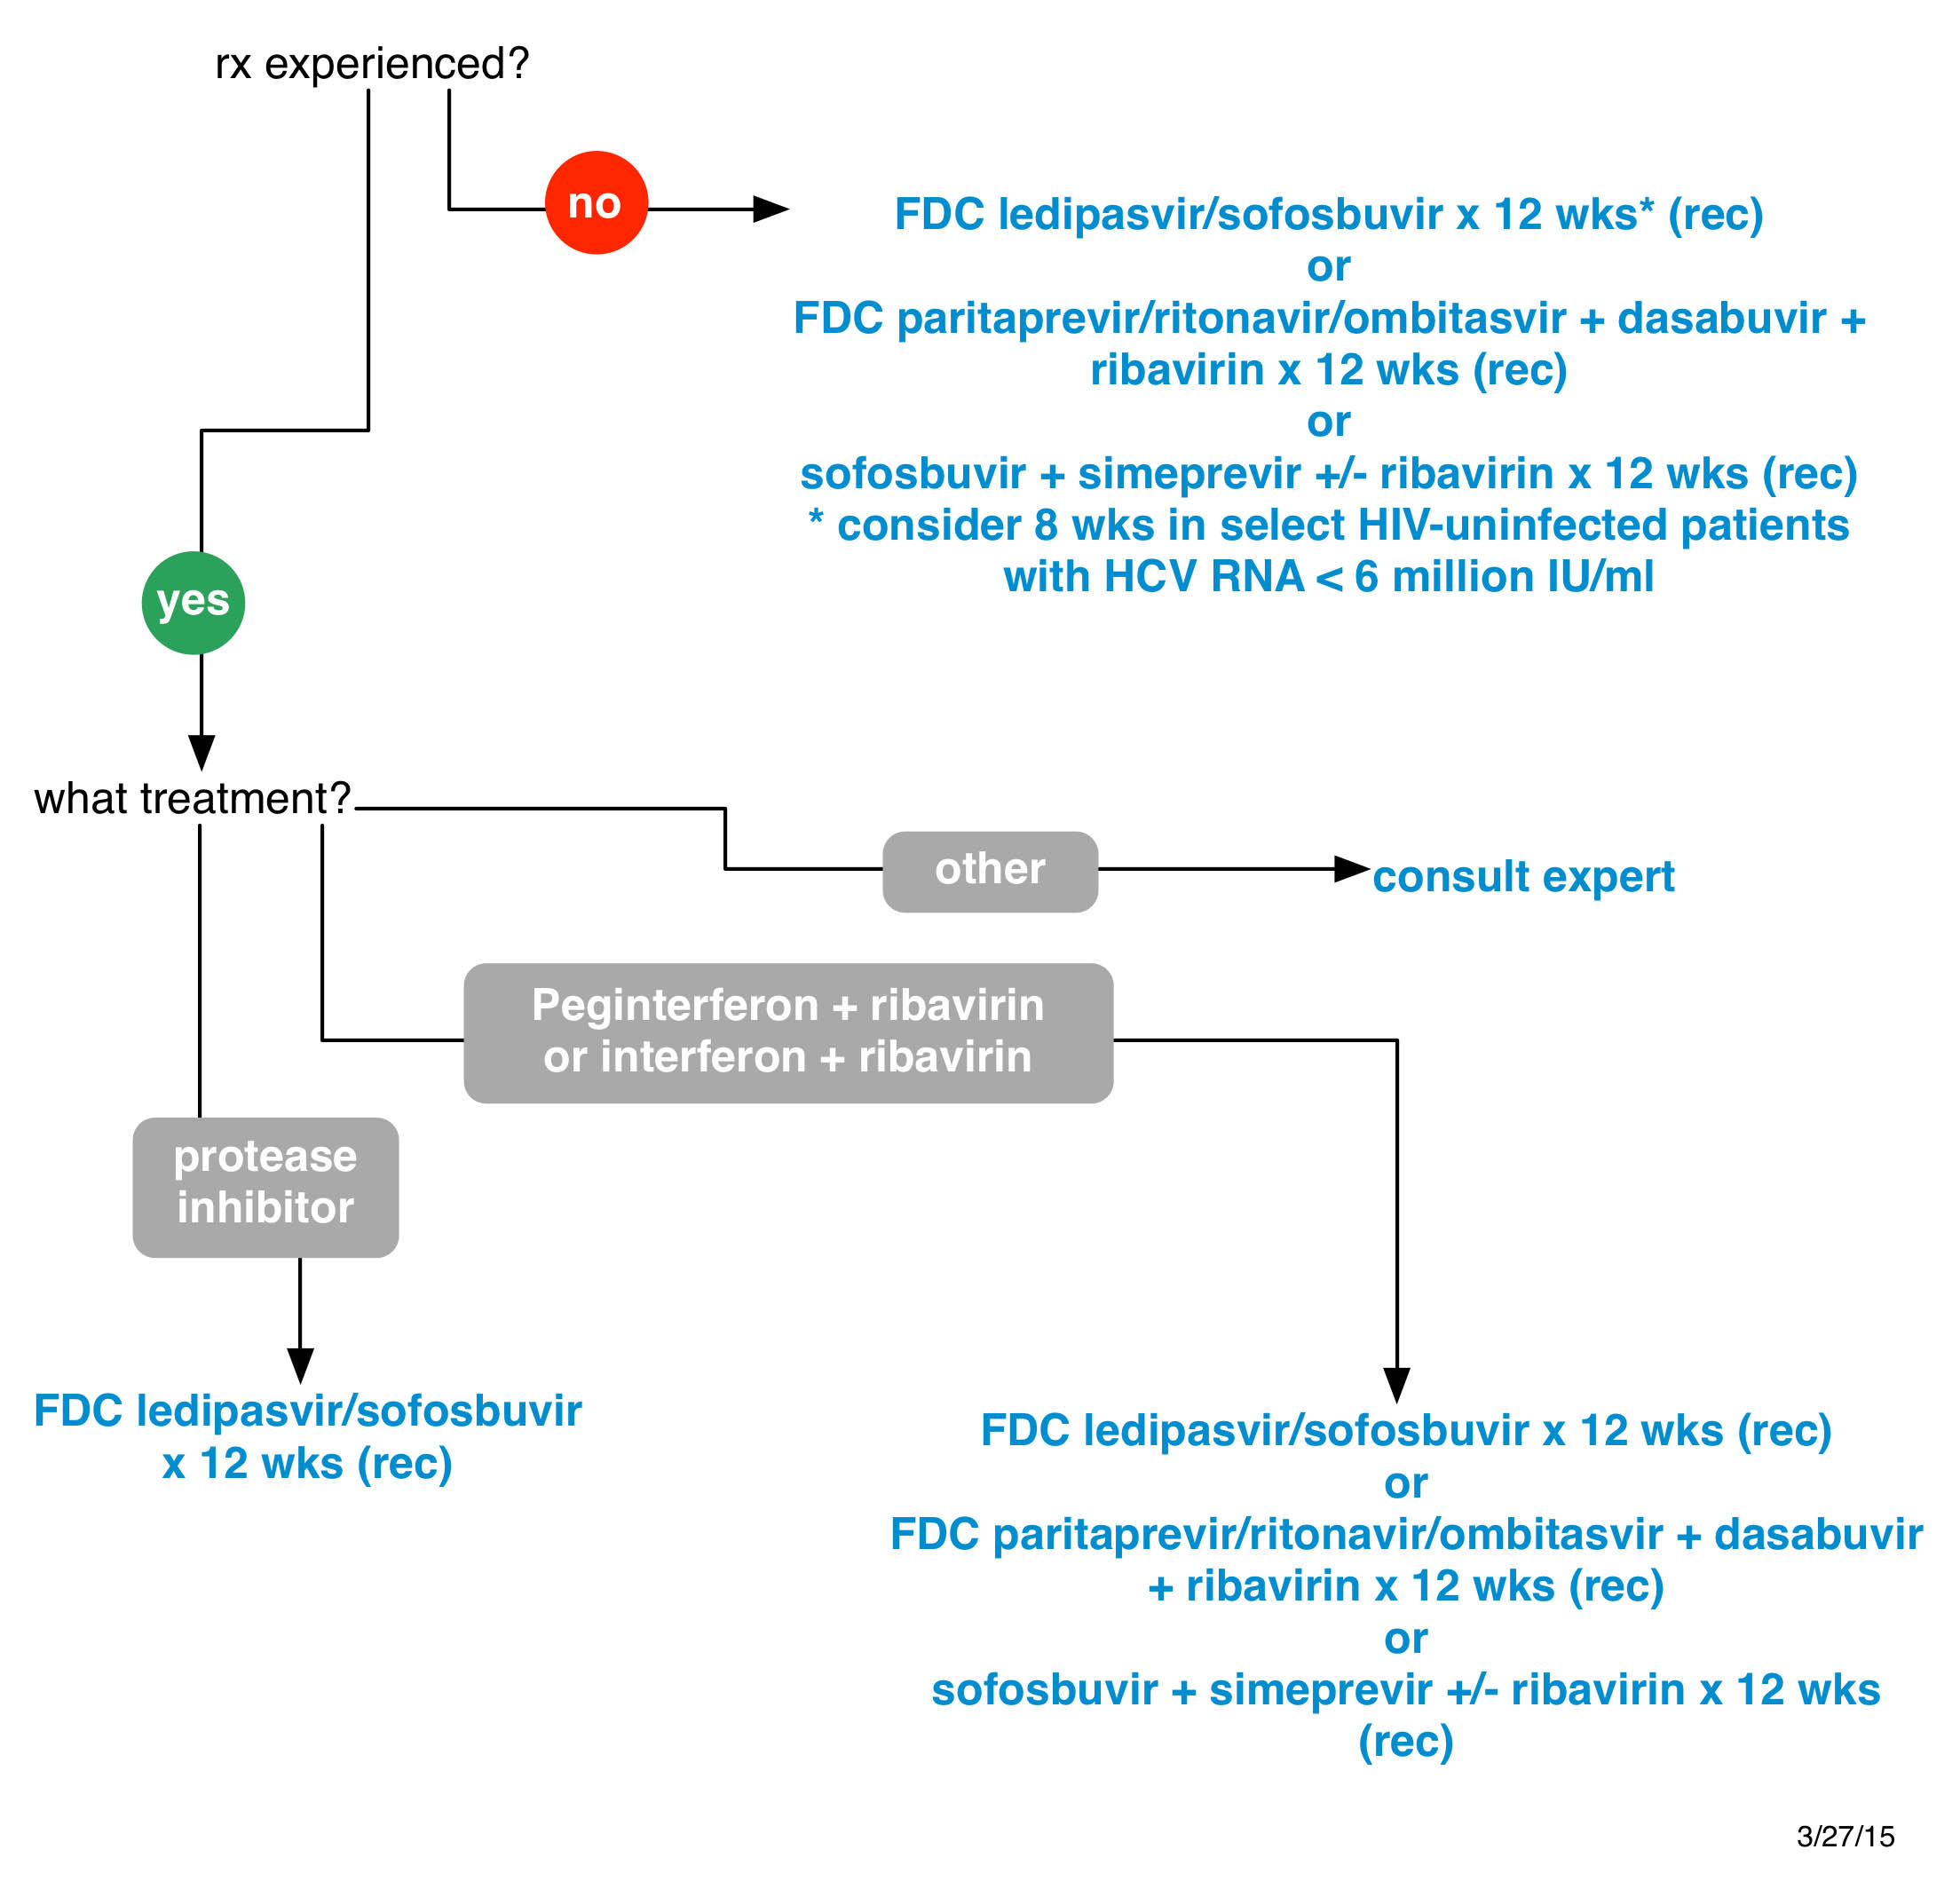 rx experienced?
no
FDC ledipasvir/sofosbuvir x 12 wks* (rec)
or
FDC paritaprevir/ritonavir/ombitasvir + dasabuvir +
ribavirin x 12 wks (rec)
or
sofosbuvir + simeprevir +/- ribavirin x 12 wks (rec)
* consider 8 wks in select HIV-uninfected patients
with HCV RNA < 6 million IU/ml
yes
what treatment?
other
consult expert
Peginterferon + ribavirin
or interferon + ribavirin
protease
inhibitor
FDC ledipasvir/sofosbuvir
x 12 wks (rec)
FDC ledipasvir/sofosbuvir x 12 wks (rec)
or
FDC paritaprevir/ritonavir/ombitasvir + dasabuvir
+ ribavirin x 12 wks (rec)
or
sofosbuvir + simeprevir +/- ribavirin x 12 wks
(rec)
3/27/15